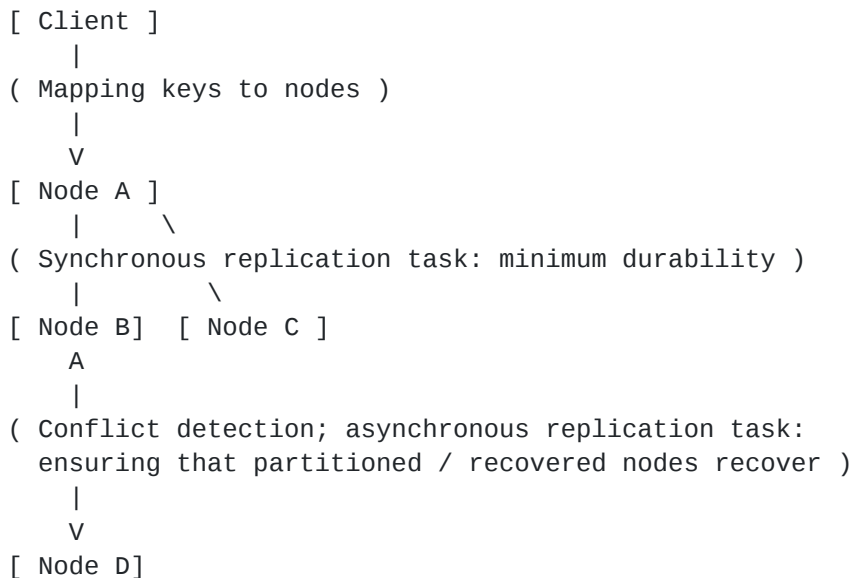 [ Client ]
|
( Mapping keys to nodes )
|
V
[ Node A ]
|     \
( Synchronous replication task: minimum durability )
|        \
[ Node B]  [ Node C ]
A
|
( Conflict detection; asynchronous replication task:
ensuring that partitioned / recovered nodes recover )
|
V
[ Node D]